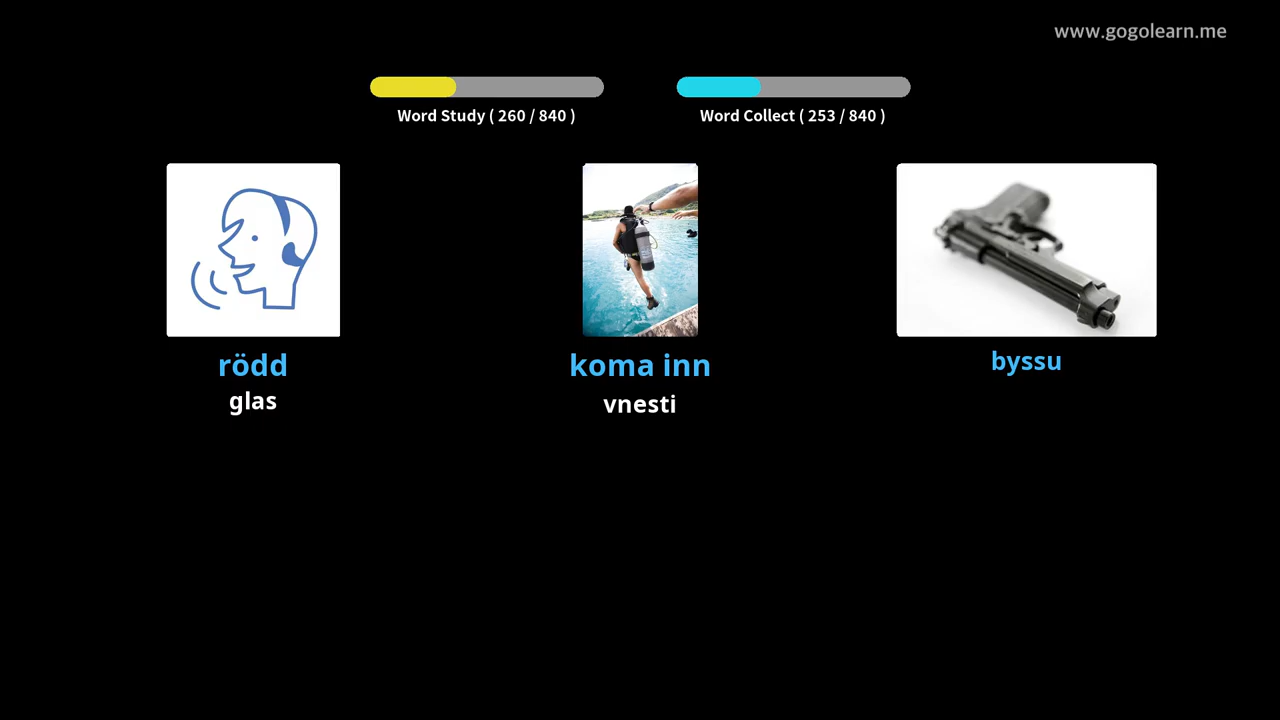 www.gogolearn.me
Word Study ( 260 / 840 )
Word Collect ( 253 / 840 )
rödd
glas
koma inn
vnesti
byssu